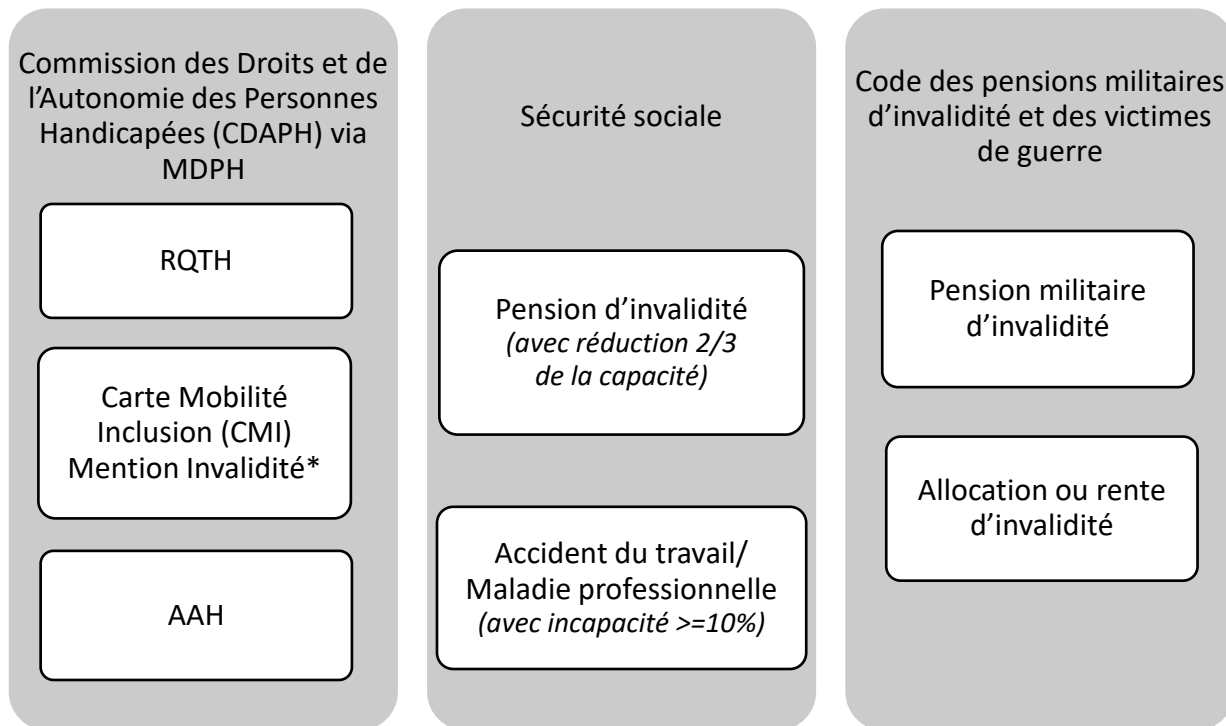 Commission des Droits et de
l’Autonomie des Personnes
Handicapées (CDAPH) via
MDPH
RQTH
Carte Mobilité
Inclusion (CMI)
Mention Invalidité*
AAH
Sécurité sociale
Pension d’invalidité
(avec réduction 2/3
de la capacité)
Accident du travail/
Maladie professionnelle
(avec incapacité >=10%)
Code des pensions militaires
d’invalidité et des victimes
de guerre
Pension militaire
d’invalidité
Allocation ou rente
d’invalidité